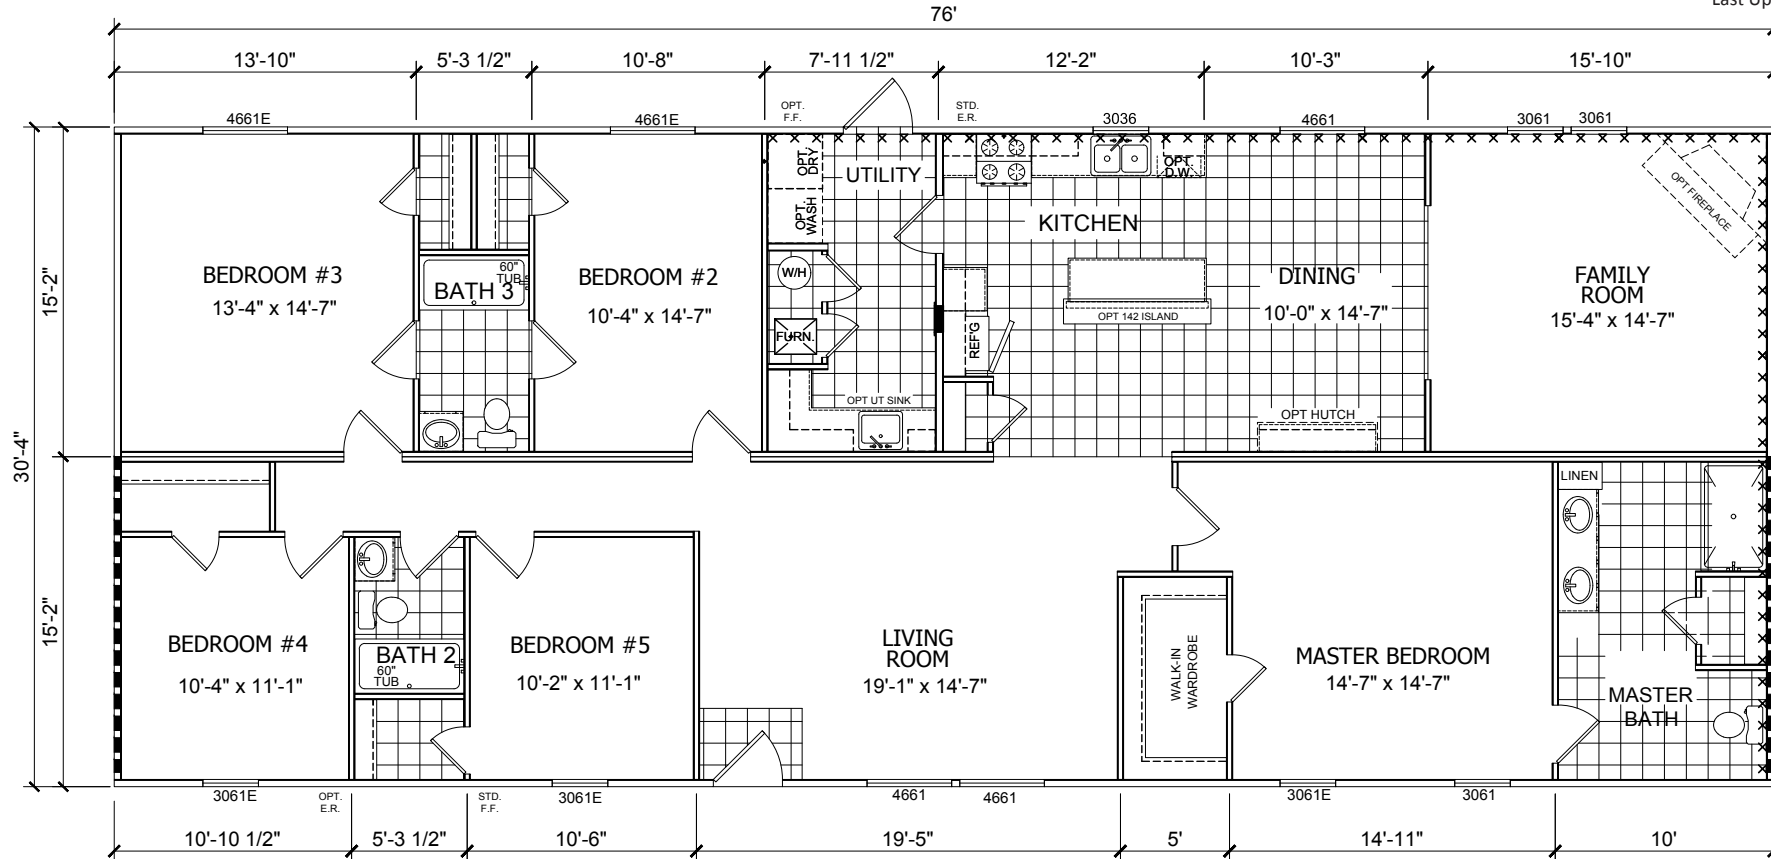 Last Up
76'
13'-10"
5'-3 1/2"
10'-8"
7'-11 1/2"
12'-2"
10'-3"
15'-10"
4661E
4661E
OPT.
F.F.
STD.
E.R.
3036
4661
3061
3061
OPT.
DRY
UTILITY
OPT.
D.W.
OPT FIREPLACE
OPT.
WASH
KITCHEN
15'-2"
BEDROOM #3
13'-4" x 14'-7"
60"
TUB
BATH 3
BEDROOM #2
10'-4" x 14'-7"
W/H
FURN.
REF'G
OPT 142 ISLAND
DINING
10'-0" x 14'-7"
FAMILY
ROOM
15'-4" x 14'-7"
OPT UT SINK
OPT HUTCH
30'-4"
LINEN
15'-2"
BEDROOM #4
10'-4" x 11'-1"
BATH 2
60"
TUB
BEDROOM #5
10'-2" x 11'-1"
LIVING
ROOM
19'-1" x 14'-7"
WALK-IN
WARDROBE
MASTER BEDROOM
14'-7" x 14'-7"
MASTER
BATH
3061E
OPT.
E.R.
STD.
F.F.
3061E
4661
4661
3061E
3061
10'-10 1/2"
5'-3 1/2"
10'-6"
19'-5"
5'
14'-11"
10'